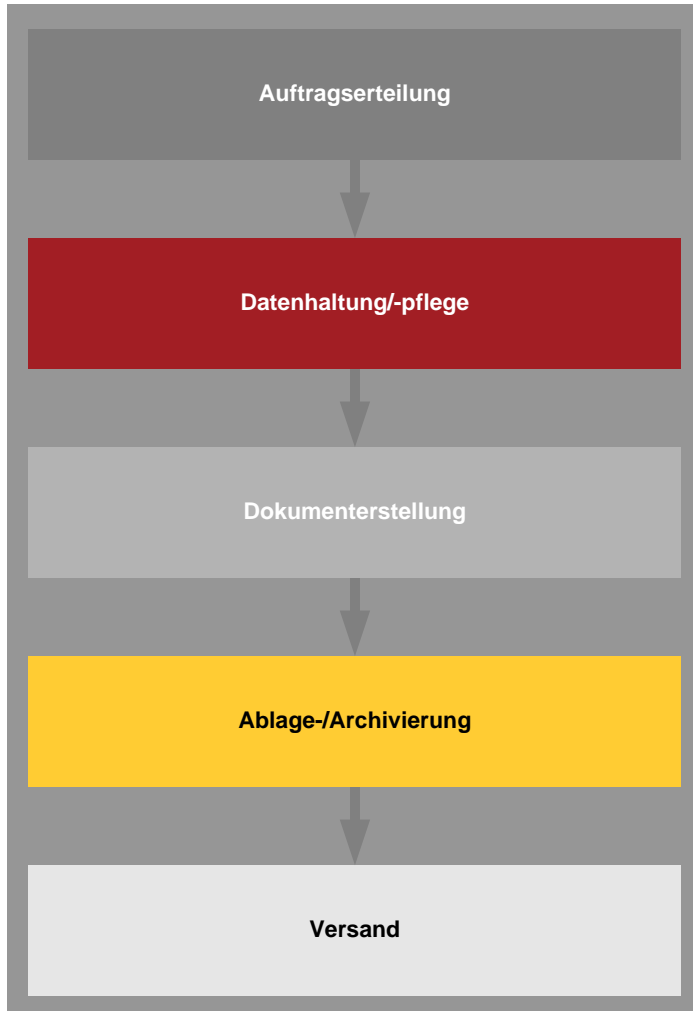 Auftragserteilung
Datenhaltung/-pflege
Dokumenterstellung
Ablage-/Archivierung
Versand